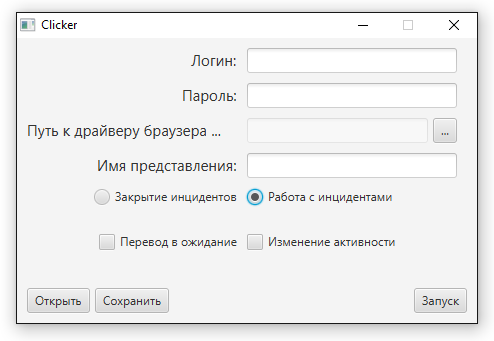 Clicker
Логин:
Пароль:
Путь к драйверу браузера ... ...
Имя представления:
Закрытие инцидентов Работа с инцидентами
Перевод в ожидание Изменение активности
Открыть Сохранить Запуск